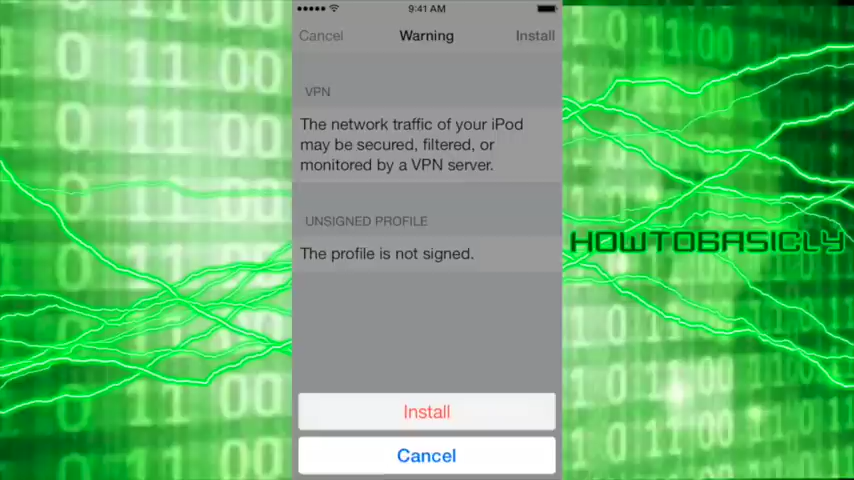 9:41 AM
Cancel Warning Install
VPN
The network traffic of your iPod
may be secured, filtered, or
monitored by a VPN server.
UNSIGNED PROFILE
HOWTOBASICLY
The profile is not signed.
Install
Cancel